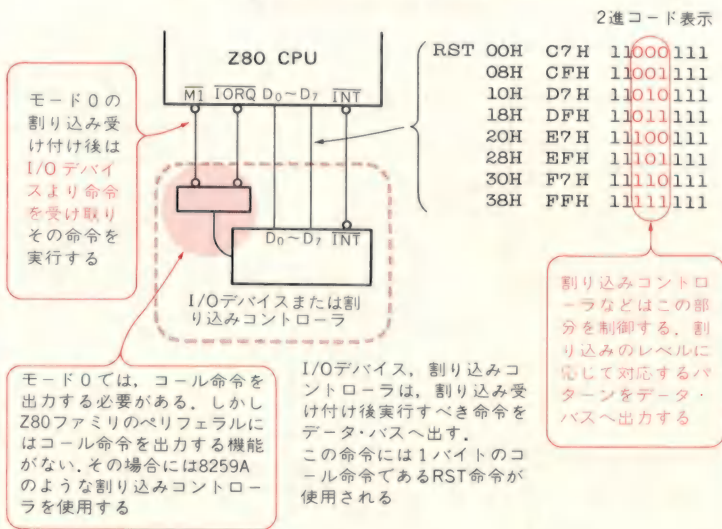 2進コード表示
Z80 CPU
M1 IORQ D0～D7 INT
RST 00H C7H 11000111
08H CFH 11001111
10H D7H 11010111
18H DFH 11011111
20H E7H 11100111
28H EFH 11101111
30H F7H 11110111
38H FFH 11111111
モード0の
割り込み受
け付け後は
I/Oデバイ
スより命令
を受け取り
その命令を
実行する
D0～D7 INT
I/Oデバイスまたは割
り込みコントローラ
割り込みコントロ
ーラなどはこの部
分を制御する．割
り込みのレベルに
応じて対応するパ
ターンをデータ・
バスへ出力する
モード0では，コール命令を
出力する必要がある．しかし
Z80ファミリのペリフェラルに
はコール命令を出力する機能
がない．その場合には8259A
のような割り込みコントロー
ラを使用する
I/Oデバイス，割り込みコ
ントローラは，割り込み受
け付け後実行すべき命令を
データ・バスへ出す．
この命令には1バイトのコ
ール命令であるRST命令が
使用される